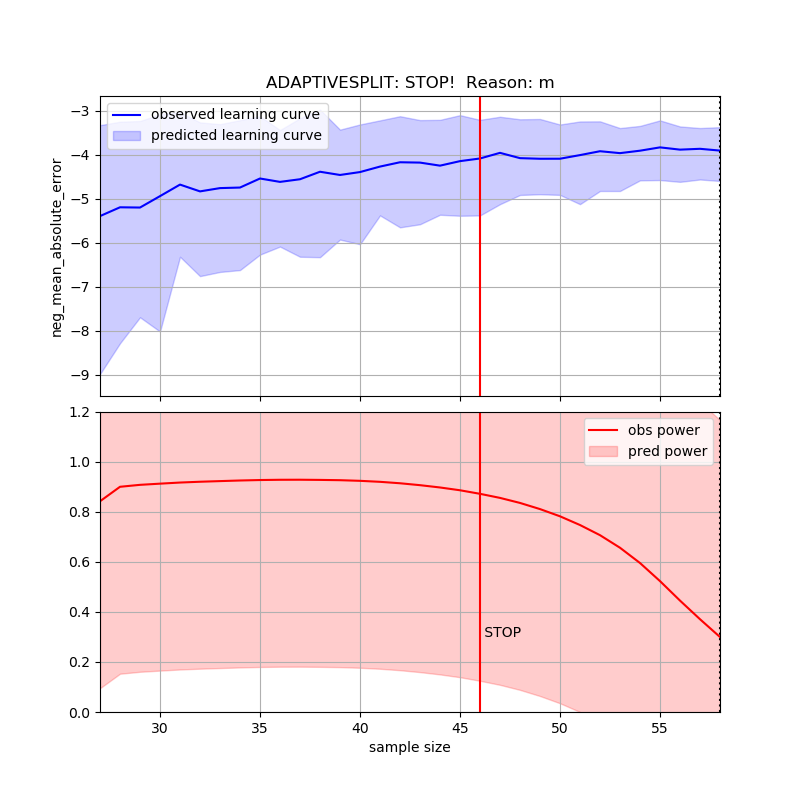 ADAPTIVESPLIT: STOP!  Reason: m
observed learning curve
predicted learning curve
neg_mean_absolute_error
−3
−4
−5
−6
−7
−8
−9
obs power
pred power
1.2
1.0
0.8
0.6
0.4
0.2
0.0
STOP
30 35 40 45 50 55
sample size